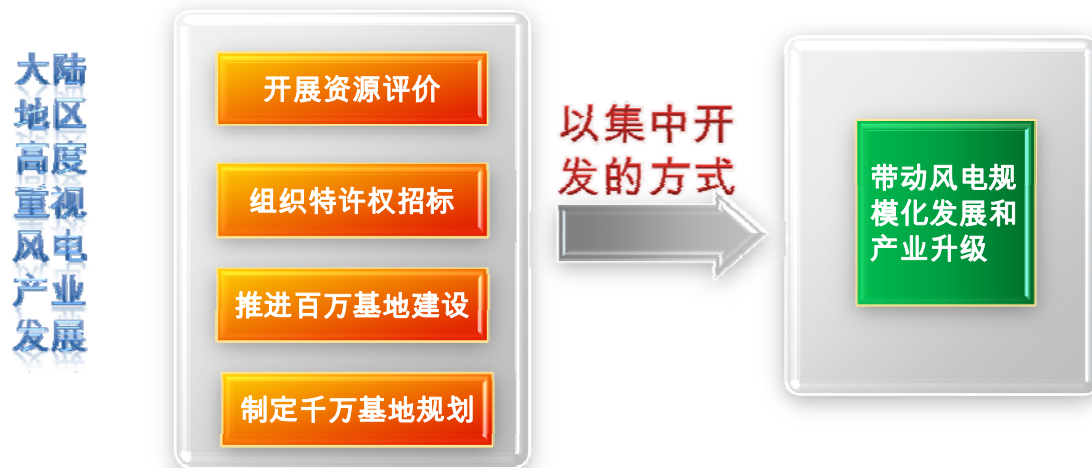 大陆
地区
高度
重视
风电
产业
发展
开展资源评价
组织特许权招标
推进百万基地建设
制定千万基地规划
以集中开
发的方式
带动风电规
模化发展和
产业升级